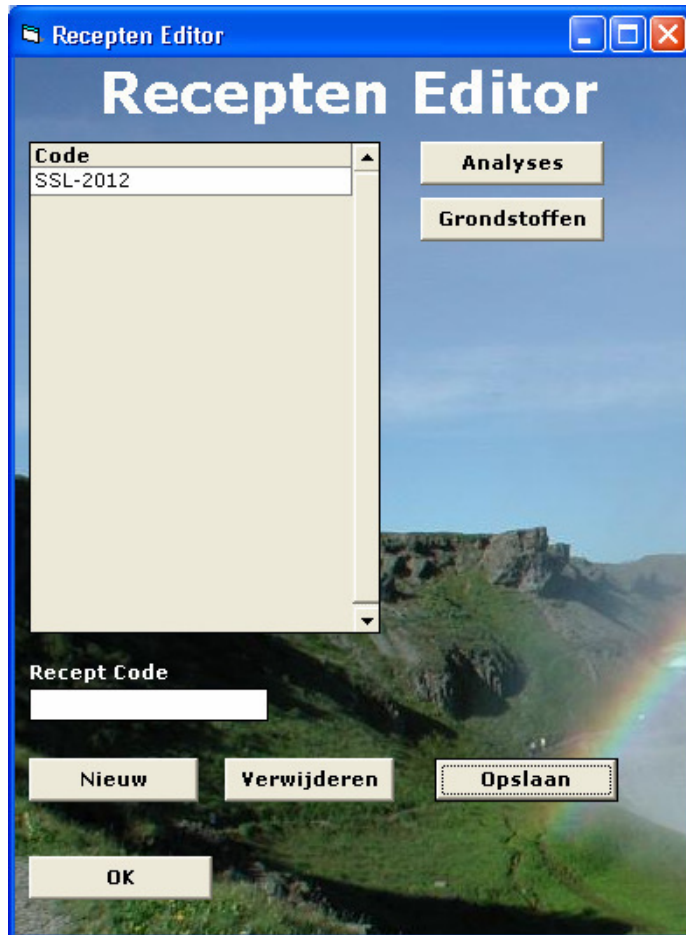 Recepten Editor
Recepten Editor
Code
SSL-2012
Analyses
Grondstoffen
Recept Code
Nieuw
Verwijderen
Opslaan
OK